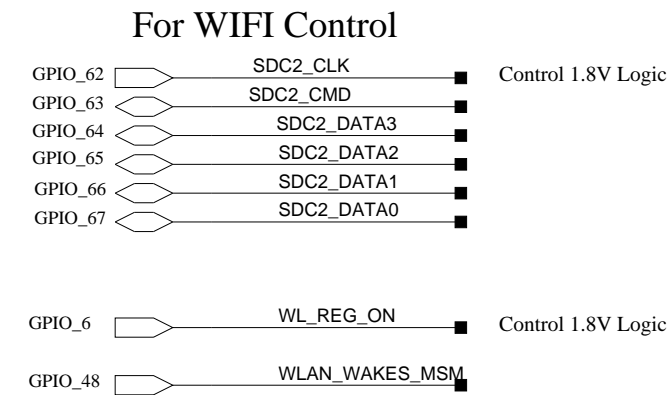 For WIFI Control
GPIO_62 SDC2_CLK Control 1.8V Logic
GPIO_63 SDC2_CMD
GPIO_64 SDC2_DATA3
GPIO_65 SDC2_DATA2
GPIO_66 SDC2_DATA1
GPIO_67 SDC2_DATA0
GPIO_6 WL_REG_ON Control 1.8V Logic
GPIO_48 WLAN_WAKES_MSM